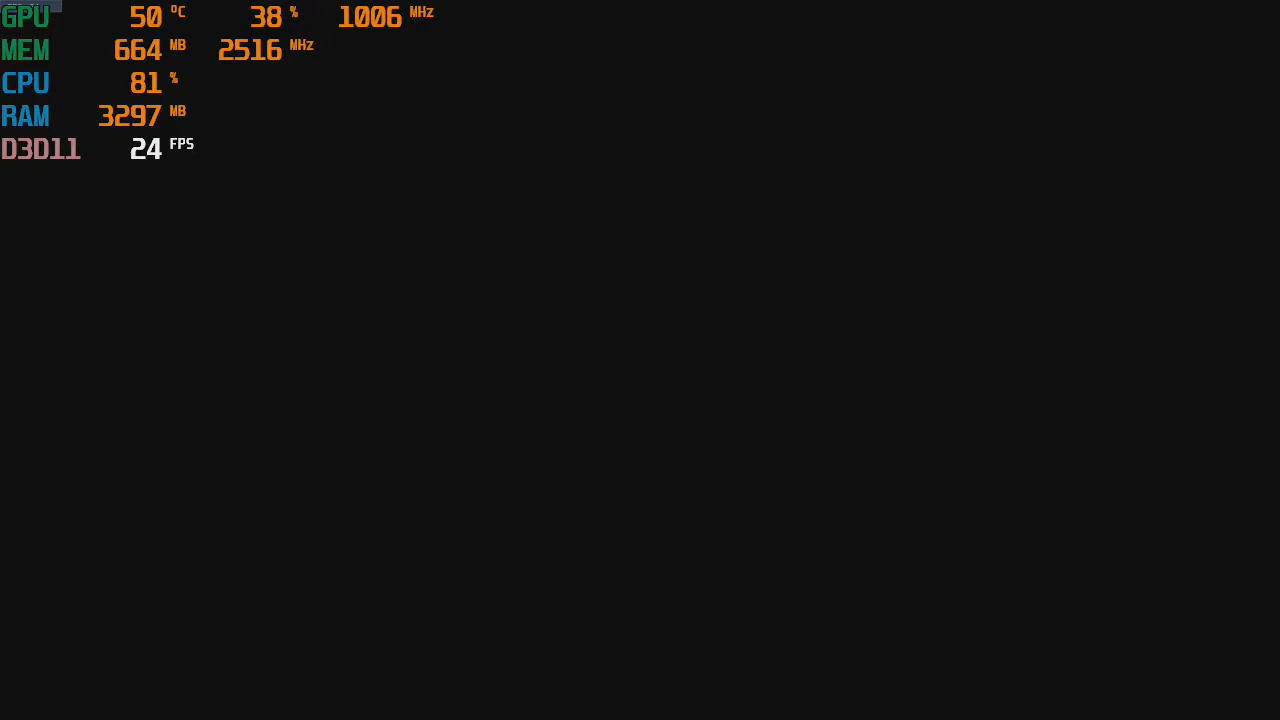 GPU 50 °C 38 % 1006 MHz
MEM 664 MB 2516 MHz
CPU 81 %
RAM 3297 MB
D3D11 24 FPS